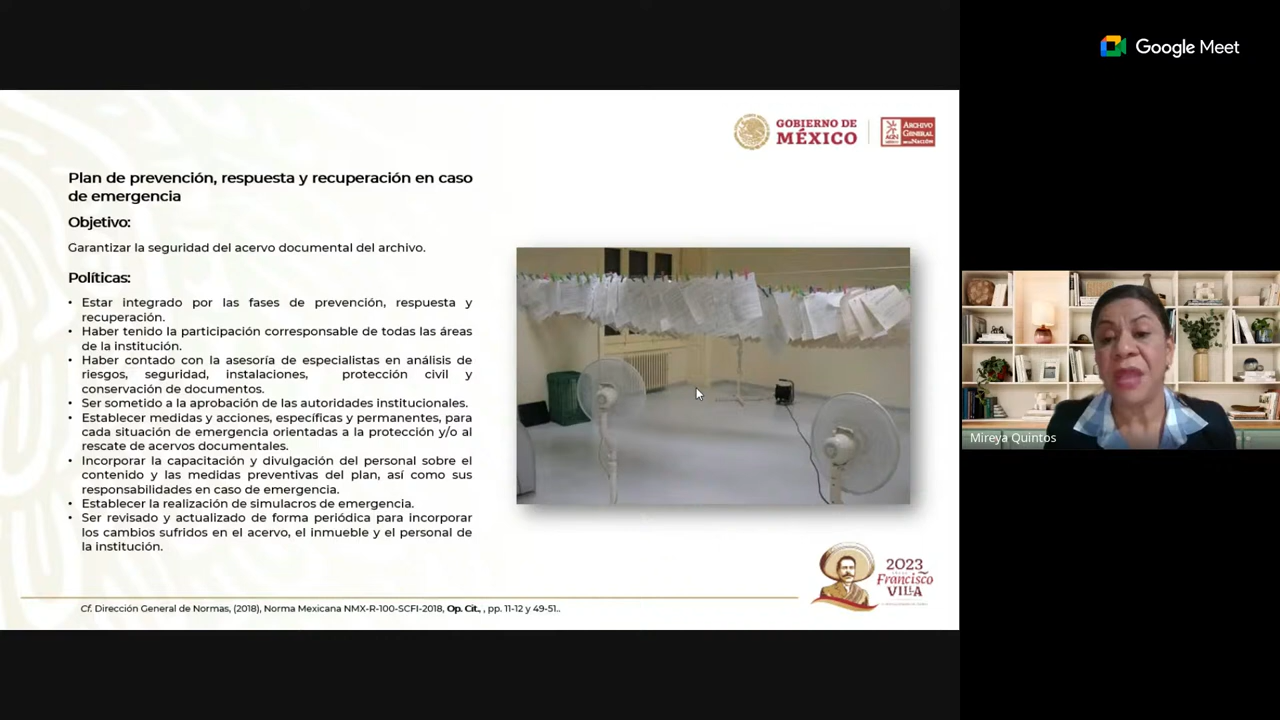 Google Meet
GOBIERNO DE
MÉXICO
ARCHIVO
GENERAL
DE LA NACIÓN
Plan de prevención, respuesta y recuperación en caso
de emergencia
Objetivo:
Garantizar la seguridad del acervo documental del archivo.
Políticas:
• Estar integrado por las fases de prevención, respuesta y
recuperación.
• Haber tenido la participación corresponsable de todas las áreas
de la institución.
• Haber contado con la asesoría de especialistas en análisis de
riesgos, seguridad, instalaciones, protección civil y
conservación de documentos.
• Ser sometido a la aprobación de las autoridades institucionales.
• Establecer medidas y acciones, específicas y permanentes, para
cada situación de emergencia orientadas a la protección y/o al
rescate de acervos documentales.
• Incorporar la capacitación y divulgación del personal sobre el
contenido y las medidas preventivas del plan, así como sus
responsabilidades en caso de emergencia.
• Establecer la realización de simulacros de emergencia.
• Ser revisado y actualizado de forma periódica para incorporar
los cambios sufridos en el acervo, el inmueble y el personal de
la institución.
Mireya Quintos
2023
Francisco
VILLA
Cf. Dirección General de Normas, (2018), Norma Mexicana NMX-R-100-SCFI-2018, Op. Cit., , pp. 11-12 y 49-51..